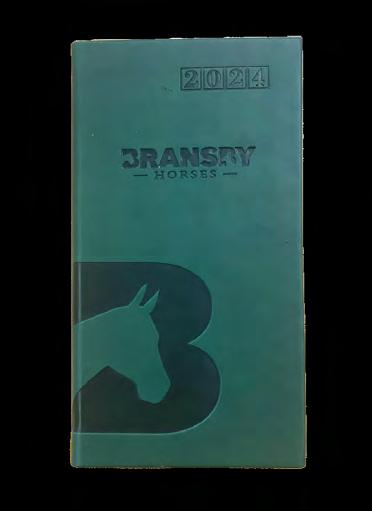 2024
BRANSBY
— HORSES —
B